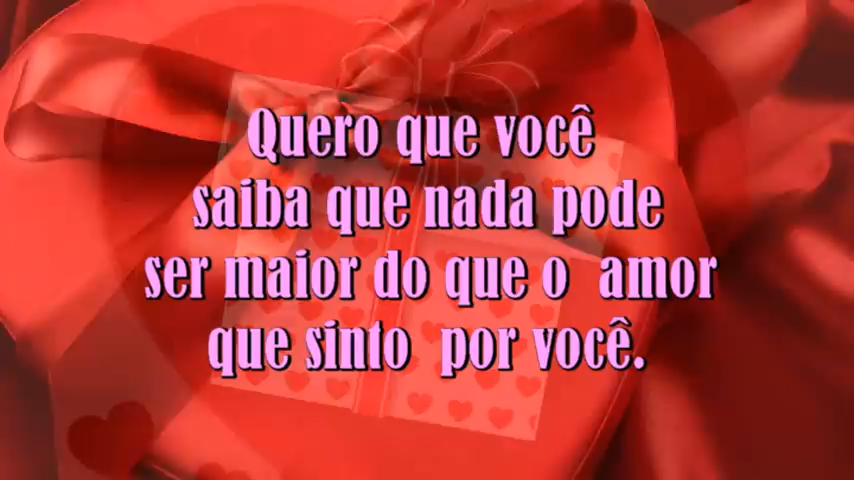 Quero que você
saiba que nada pode
ser maior do que o amor
que sinto por você.